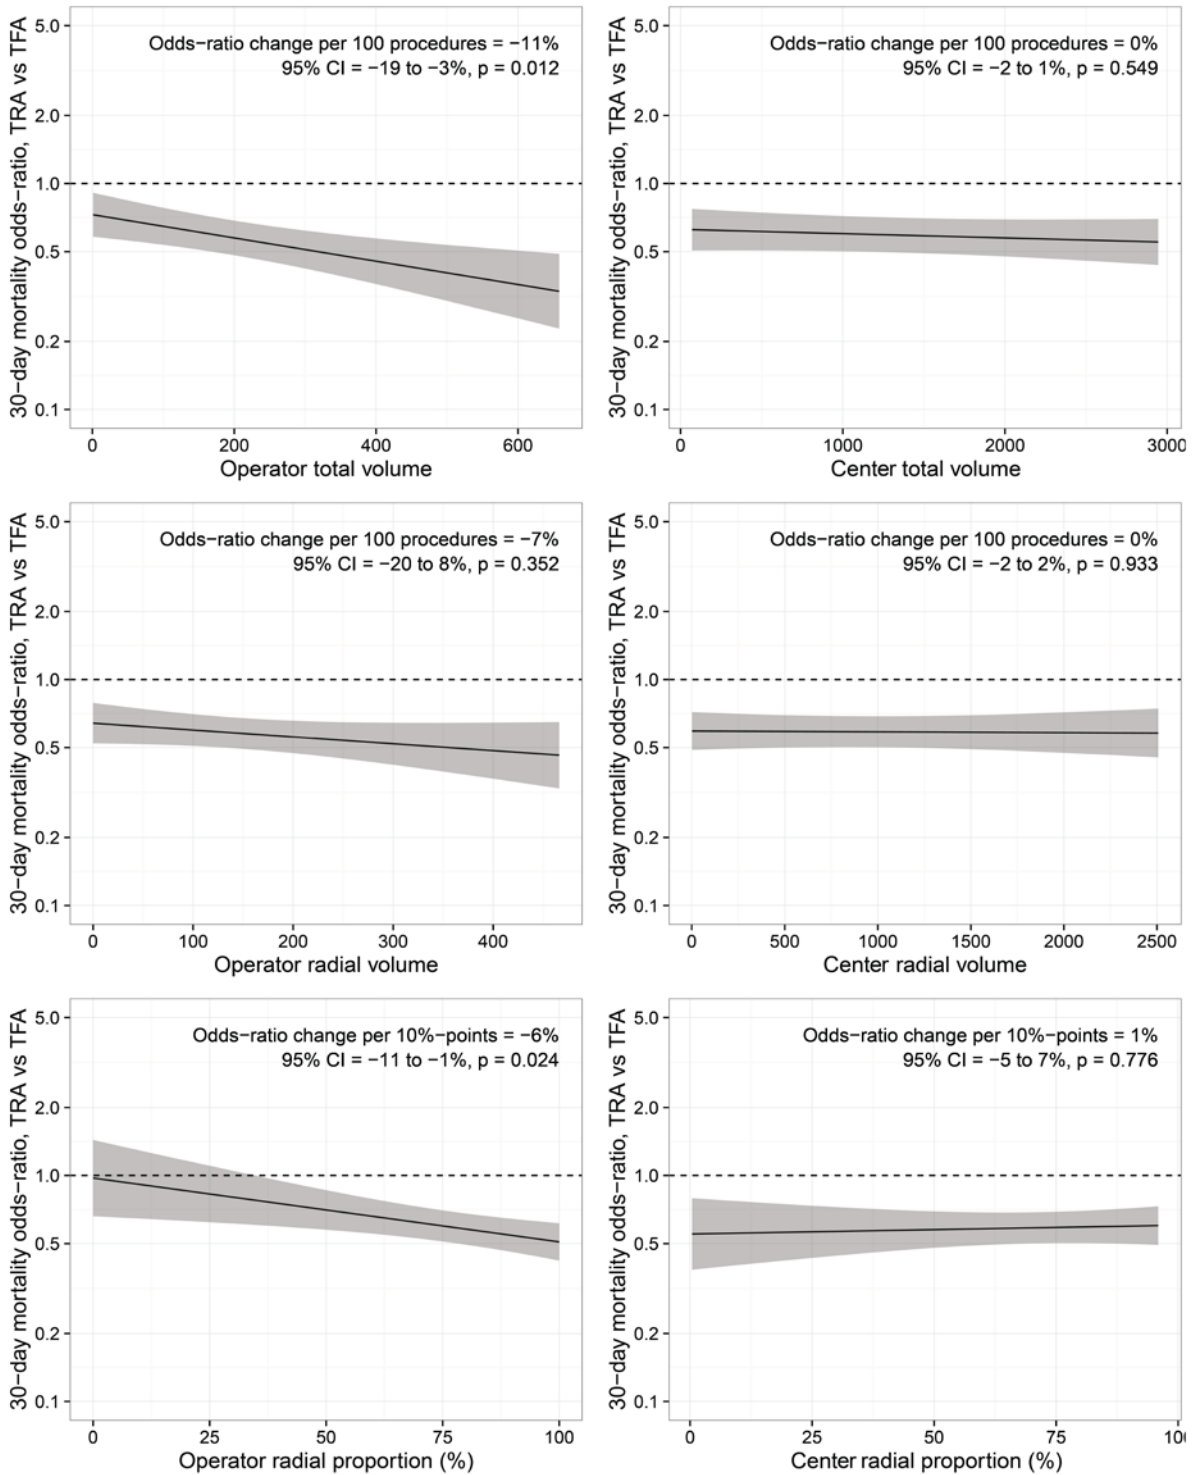 30−day mortality odds−ratio, TRA vs TFA
5.0
2.0
1.0
0.5
0.2
0.1
Odds−ratio change per 100 procedures = −11%
95% CI = −19 to −3%, p = 0.012
0 200 400 600
Operator total volume
30−day mortality odds−ratio, TRA vs TFA
5.0
2.0
1.0
0.5
0.2
0.1
Odds−ratio change per 100 procedures = 0%
95% CI = −2 to 1%, p = 0.549
0 1000 2000 3000
Center total volume
30−day mortality odds−ratio, TRA vs TFA
5.0
2.0
1.0
0.5
0.2
0.1
Odds−ratio change per 100 procedures = −7%
95% CI = −20 to 8%, p = 0.352
0 100 200 300 400
Operator radial volume
30−day mortality odds−ratio, TRA vs TFA
5.0
2.0
1.0
0.5
0.2
0.1
Odds−ratio change per 100 procedures = 0%
95% CI = −2 to 2%, p = 0.933
0 500 1000 1500 2000 2500
Center radial volume
30−day mortality odds−ratio, TRA vs TFA
5.0
2.0
1.0
0.5
0.2
0.1
Odds−ratio change per 10%−points = −6%
95% CI = −11 to −1%, p = 0.024
0 25 50 75 100
Operator radial proportion (%)
30−day mortality odds−ratio, TRA vs TFA
5.0
2.0
1.0
0.5
0.2
0.1
Odds−ratio change per 10%−points = 1%
95% CI = −5 to 7%, p = 0.776
0 25 50 75 100
Center radial proportion (%)